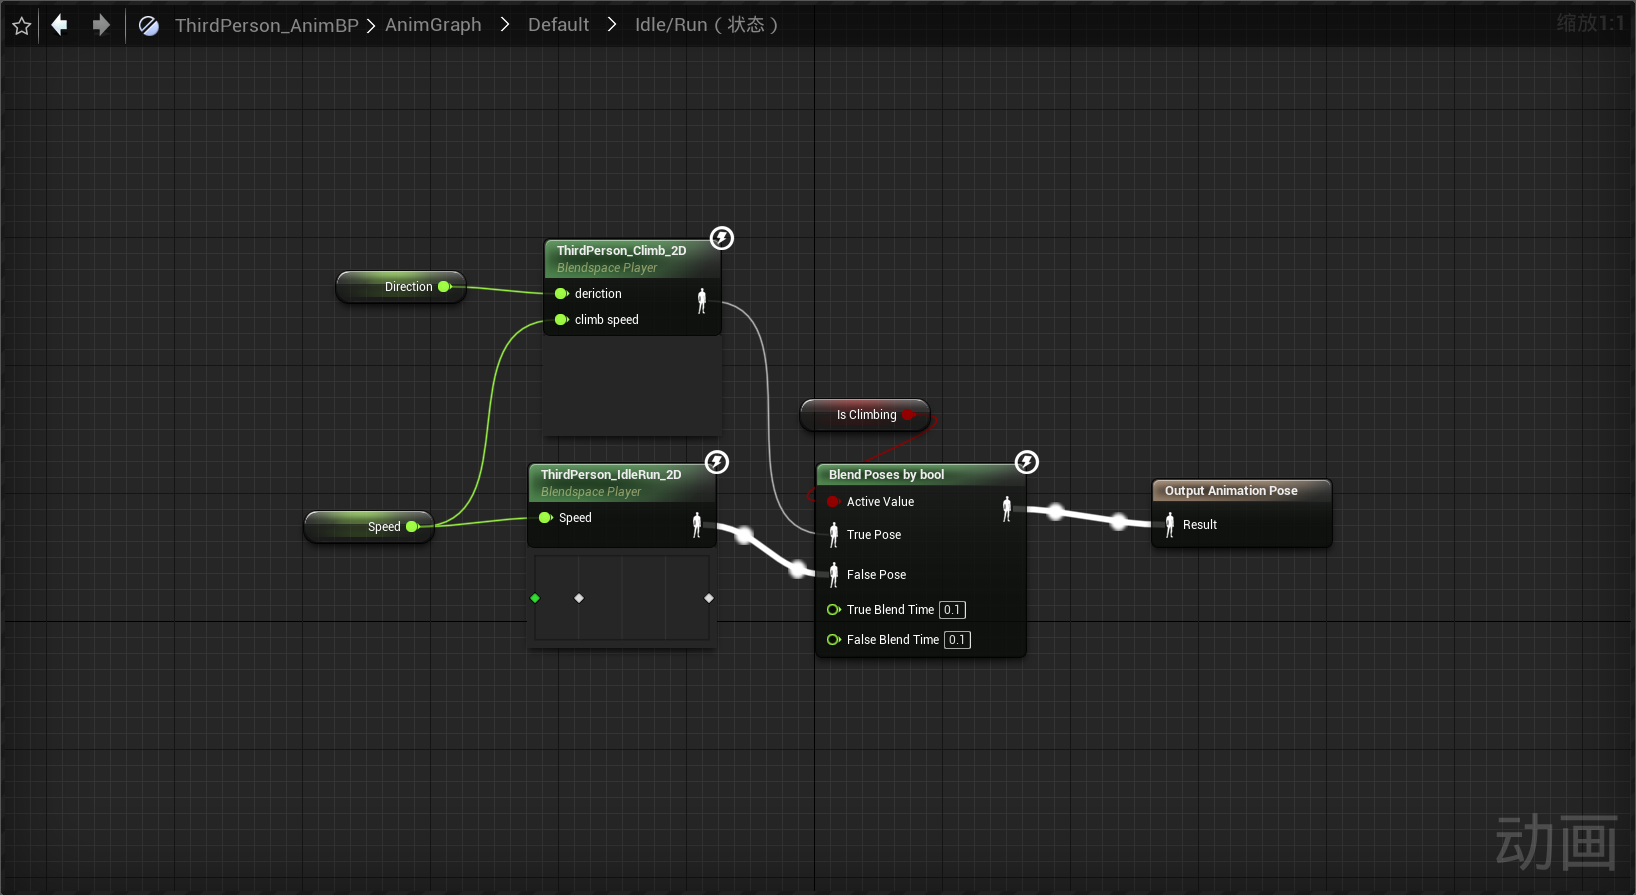 ThirdPerson_AnimBP > AnimGraph > Default > Idle/Run ( 状态 )
缩放1:1
ThirdPerson_Climb_2D
Blendspace Player
Direction
deriction
climb speed
Is Climbing
ThirdPerson_IdleRun_2D
Blendspace Player
Speed
Speed
Blend Poses by bool
Active Value
True Pose
False Pose
True Blend Time 0.1
False Blend Time 0.1
Output Animation Pose
Result
动画